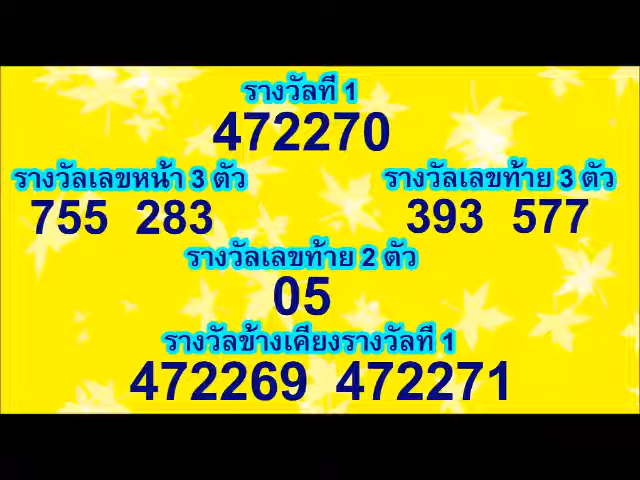 รางวัลที่ 1
472270
รางวัลเลขหน้า 3 ตัว
755 283
รางวัลเลขท้าย 3 ตัว
393 577
รางวัลเลขท้าย 2 ตัว
05
รางวัลข้างเคียงรางวัลที่ 1
472269 472271